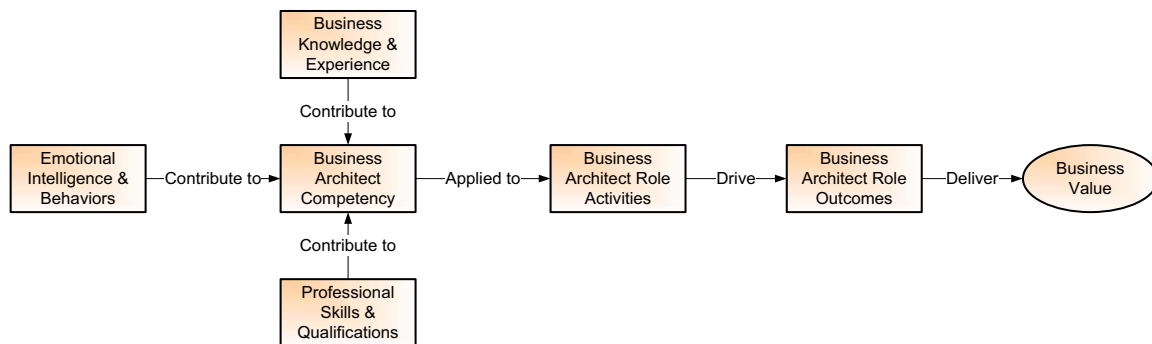 Business
Knowledge &
Experience
Contribute to
Emotional
Intelligence &
Behaviors
Contribute to
Business
Architect
Competency
Applied to
Business
Architect Role
Activities
Drive
Business
Architect Role
Outcomes
Deliver
Business
Value
Contribute to
Professional
Skills &
Qualifications